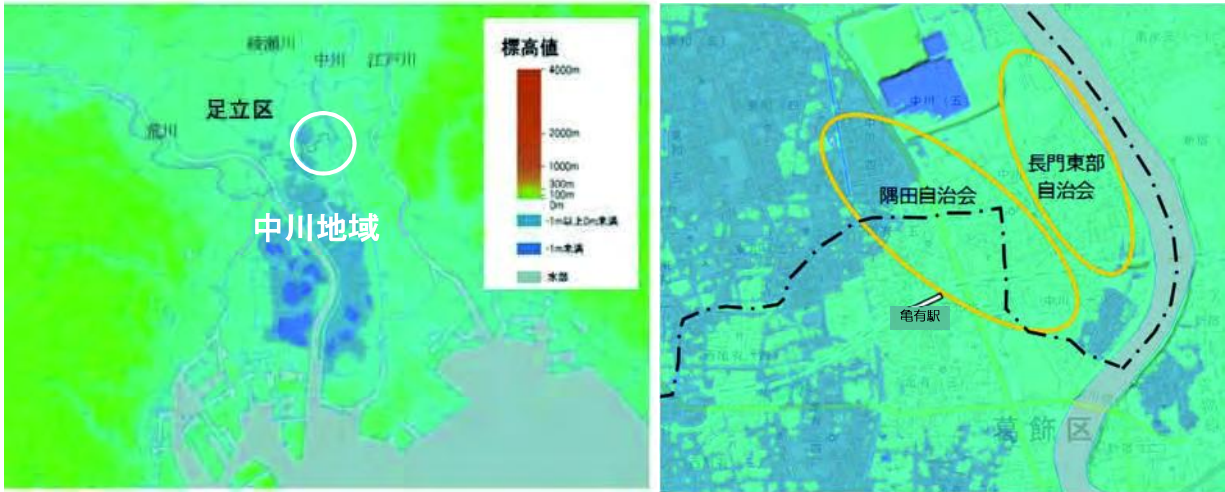 綾瀬川
中川
江戸川
足立区
荒川
中川地域
標高値
4000m
2000m
1000m
300m
100m
0m
-1m以上0m未満
-1m未満
水部
中川(五)
長門東部
自治会
隅田自治会
亀有駅
葛飾区